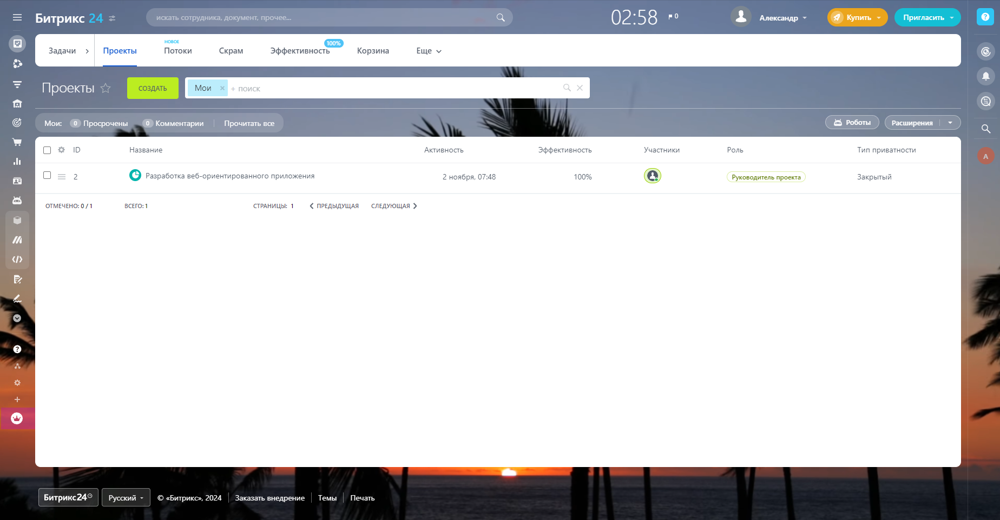 Битрикс 24
искать сотрудника, документ, прочее...
02:58
0
Александр
Купить
Пригласить
Задачи
Проекты
НОВОЕ
Потоки
Скрам
Эффективность
100%
Корзина
Еще
Проекты
СОЗДАТЬ
Мои
+ поиск
Мои: 0 Просрочены 0 Комментарии Прочитать все
Роботы
Расширения
A
ID Название Активность Эффективность Участники Роль Тип приватности
2 Разработка веб-ориентированного приложения 2 ноября, 07:48 100% Руководитель проекта Закрытый
ОТМЕЧЕНО: 0 / 1 ВСЕГО: 1 СТРАНИЦЫ: 1 ПРЕДЫДУЩАЯ СЛЕДУЮЩАЯ
Битрикс24 Русский © «Битрикс», 2024 Заказать внедрение Темы Печать